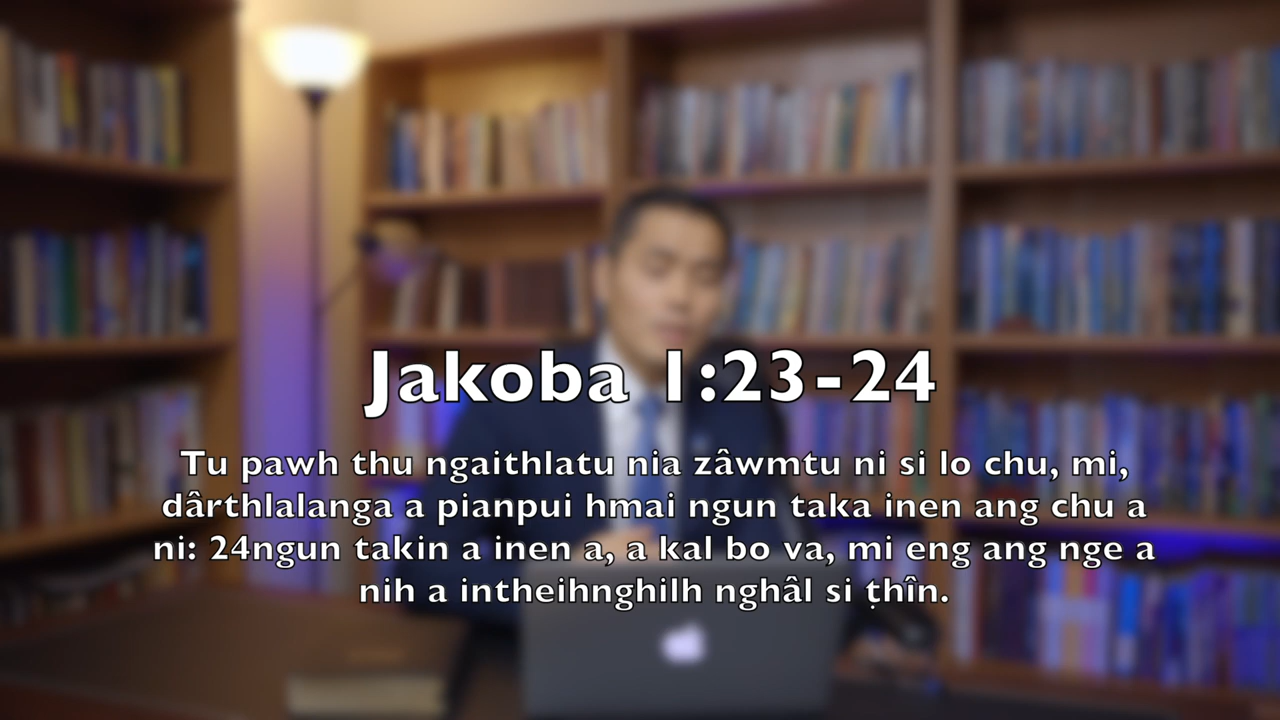 Jakoba 1:23-24
Tu pawh thu ngaithlatu nia zâwmtu ni si lo chu, mi,
dârthlalanga a pianpui hmai ngun taka inen ang chu a
ni: 24ngun takin a inen a, a kal bo va, mi eng ang nge a
nih a intheihnghilh nghâl si ṭhîn.